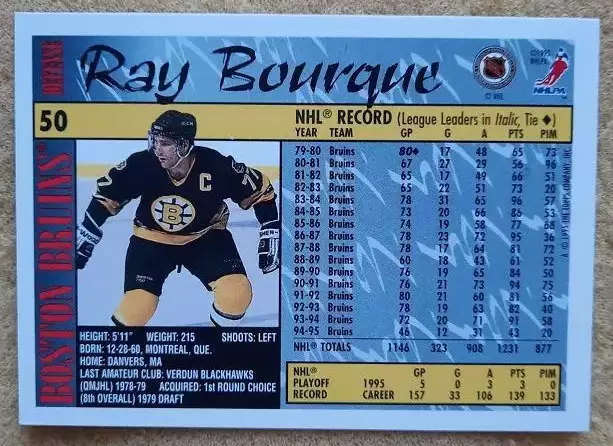 DEFENSE
Ray Bourque
© 1995
NHLPA
NHLPA
© NHL
50
NHL® RECORD (League Leaders in Italic, Tie ♦)
YEAR TEAM GP G A PTS PIM
79-80 Bruins 80♦ 17 48 65 73
80-81 Bruins 67 27 29 56 96
81-82 Bruins 65 17 49 66 51
82-83 Bruins 65 22 51 73 20
83-84 Bruins 78 31 65 96 57
84-85 Bruins 73 20 66 86 53
85-86 Bruins 74 19 58 77 68
86-87 Bruins 78 23 72 95 36
87-88 Bruins 78 17 64 81 72
88-89 Bruins 60 18 43 61 52
89-90 Bruins 76 19 65 84 50
90-91 Bruins 76 21 73 94 75
91-92 Bruins 80 21 60 81 56
92-93 Bruins 78 19 63 82 40
93-94 Bruins 72 20 71 91 58
94-95 Bruins 46 12 31 43 20
NHL® TOTALS 1146 323 908 1231 877
BOSTON BRUINS®
C
B
77
HEIGHT: 5'11" WEIGHT: 215 SHOOTS: LEFT
BORN: 12-28-60, MONTREAL, QUE.
HOME: DANVERS, MA
LAST AMATEUR CLUB: VERDUN BLACKHAWKS
(QMJHL) 1978-79 ACQUIRED: 1st ROUND CHOICE
(8th OVERALL) 1979 DRAFT
NHL® GP G A PTS PIM
PLAYOFF 1995 5 0 3 3 0
RECORD CAREER 157 33 106 139 133
© 1995 THE TOPPS COMPANY, INC.